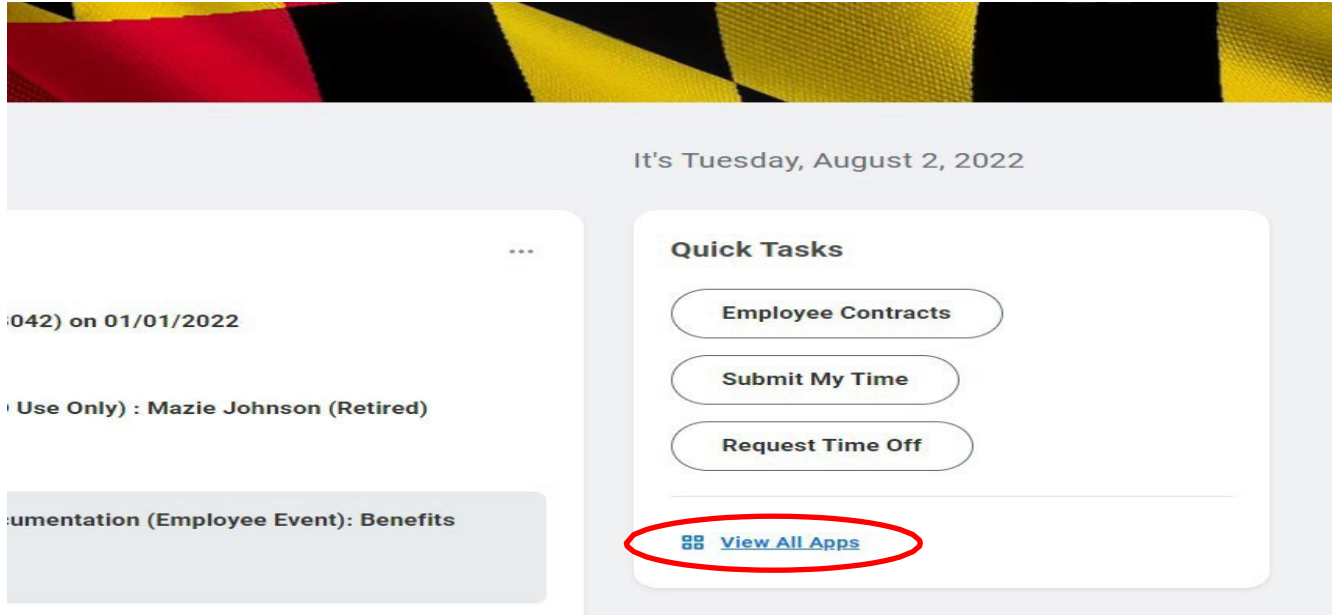 It's Tuesday, August 2, 2022
...
042) on 01/01/2022
Use Only) : Mazie Johnson (Retired)
umentation (Employee Event): Benefits
Quick Tasks
Employee Contracts
Submit My Time
Request Time Off
View All Apps